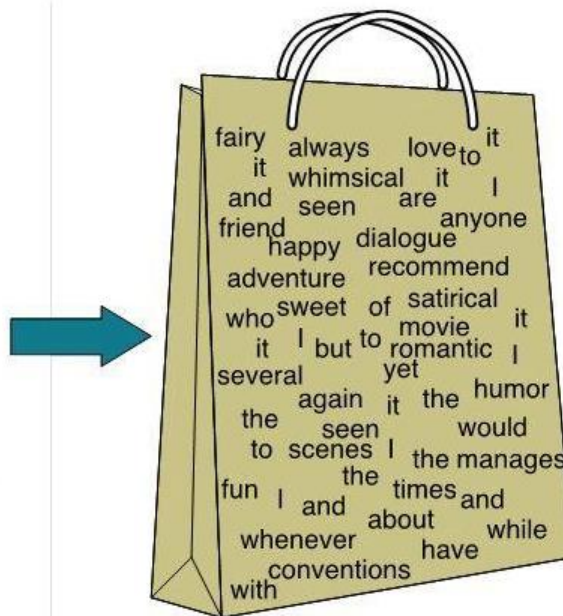 fairy always love to it
it whimsical it I
and seen are anyone
friend happy dialogue
adventure recommend
who sweet of satirical it
it I but to movie romantic I
several yet
again it the humor
the seen would
to scenes I the manages
fun I and the times and
about while
whenever have
conventions
with